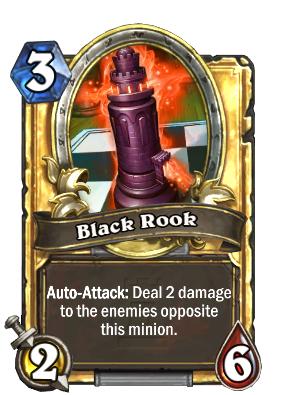 3
Black Rook
Auto-Attack: Deal 2 damage
to the enemies opposite
this minion.
2
6